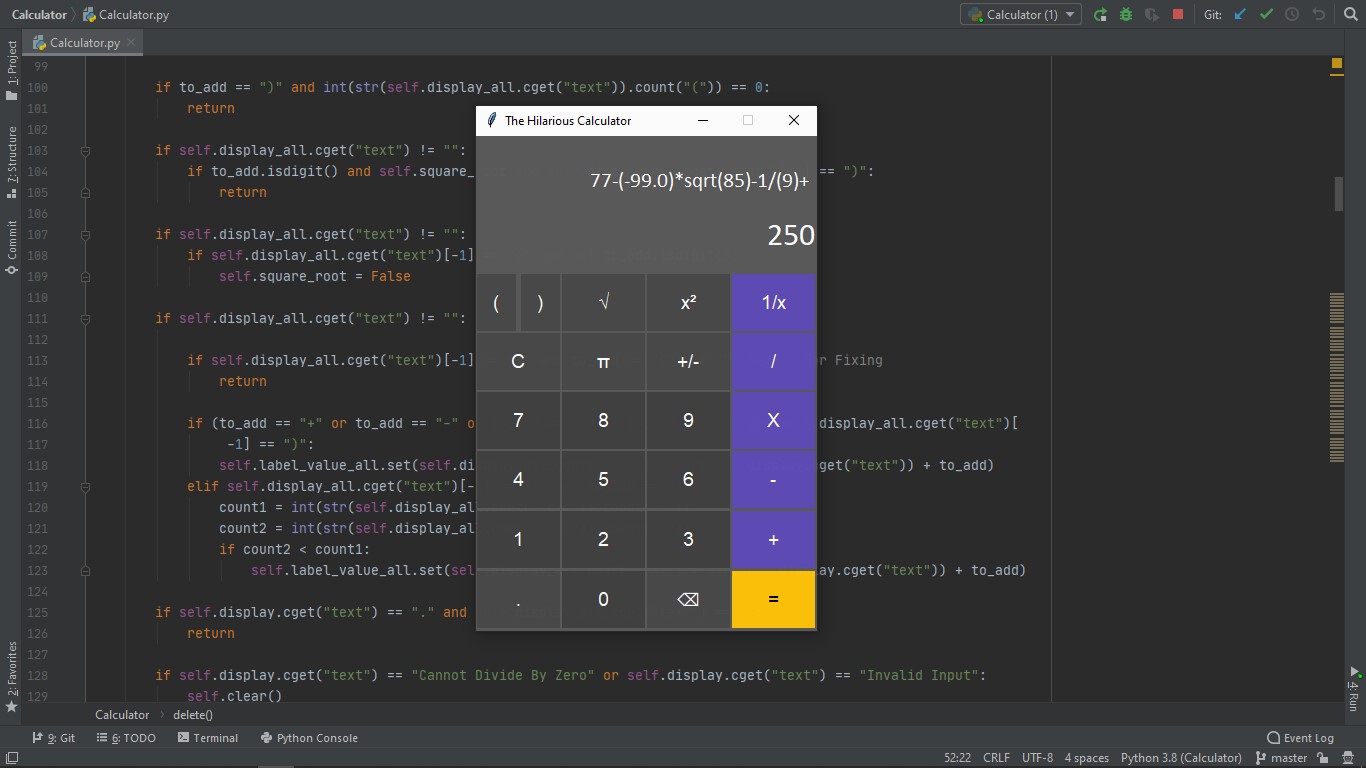 Calculator
Calculator.py
Calculator (1)
Git:
Calculator.py
1: Project
7: Structure
Commit
2: Favorites
4: Run
99
100 if to_add == ")" and int(str(self.display_all.cget("text")).count("(")) == 0:
101 return
102
103 if self.display_all.cget("text") != "":
104 if to_add.isdigit() and self.square_ == ")":
105 return
106
107 if self.display_all.cget("text") != "":
108 if self.display_all.cget("text")[-1]
109 self.square_root = False
110
111 if self.display_all.cget("text") != "":
112
113 if self.display_all.cget("text")[-1] Fixing
114 return
115
116 if (to_add == "+" or to_add == "-" o display_all.cget("text")[
117 -1] == ")":
118 self.label_value_all.set(self.di get("text")) + to_add)
119 elif self.display_all.cget("text")[-
120 count1 = int(str(self.display_al
121 count2 = int(str(self.display_al
122 if count2 < count1:
123 self.label_value_all.set(sel ay.cget("text")) + to_add)
124
125 if self.display.cget("text") == "." and
126 return
127
128 if self.display.cget("text") == "Cannot Divide By Zero" or self.display.cget("text") == "Invalid Input":
129 self.clear()
The Hilarious Calculator
77-(-99.0)*sqrt(85)-1/(9)+
250
( ) √ x² 1/x
C π +/- /
7 8 9 X
4 5 6 -
1 2 3 +
. 0 ⌫ =
Calculator delete()
9: Git 6: TODO Terminal Python Console Event Log
52:22 CRLF UTF-8 4 spaces Python 3.8 (Calculator) master